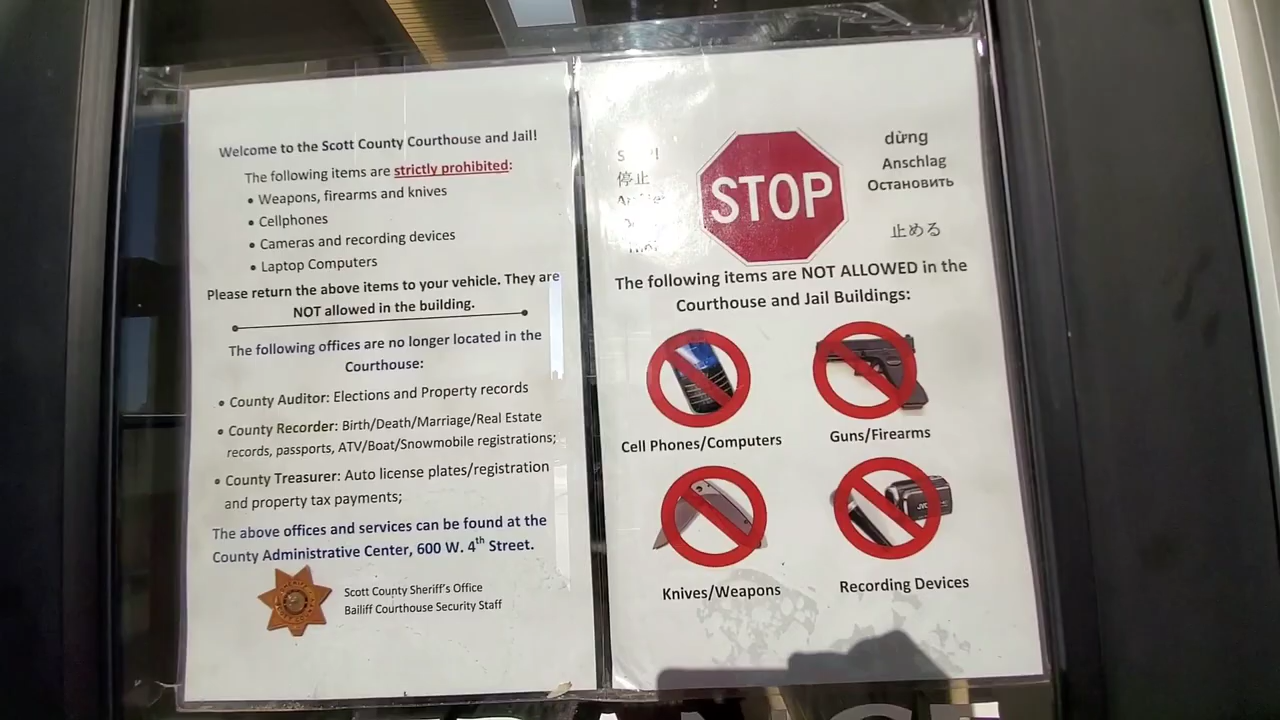 Welcome to the Scott County Courthouse and Jail!
The following items are strictly prohibited:
• Weapons, firearms and knives
• Cellphones
• Cameras and recording devices
• Laptop Computers
Please return the above items to your vehicle. They are
NOT allowed in the building.
The following offices are no longer located in the
Courthouse:
• County Auditor: Elections and Property records
• County Recorder: Birth/Death/Marriage/Real Estate
records, passports, ATV/Boat/Snowmobile registrations;
• County Treasurer: Auto license plates/registration
and property tax payments;
The above offices and services can be found at the
County Administrative Center, 600 W. 4th Street.
Scott County Sheriff's Office
Bailiff Courthouse Security Staff
停止
STOP
dừng
Anschlag
Остановить
止める
The following items are NOT ALLOWED in the
Courthouse and Jail Buildings:
Cell Phones/Computers
Guns/Firearms
Knives/Weapons
JVC
Recording Devices